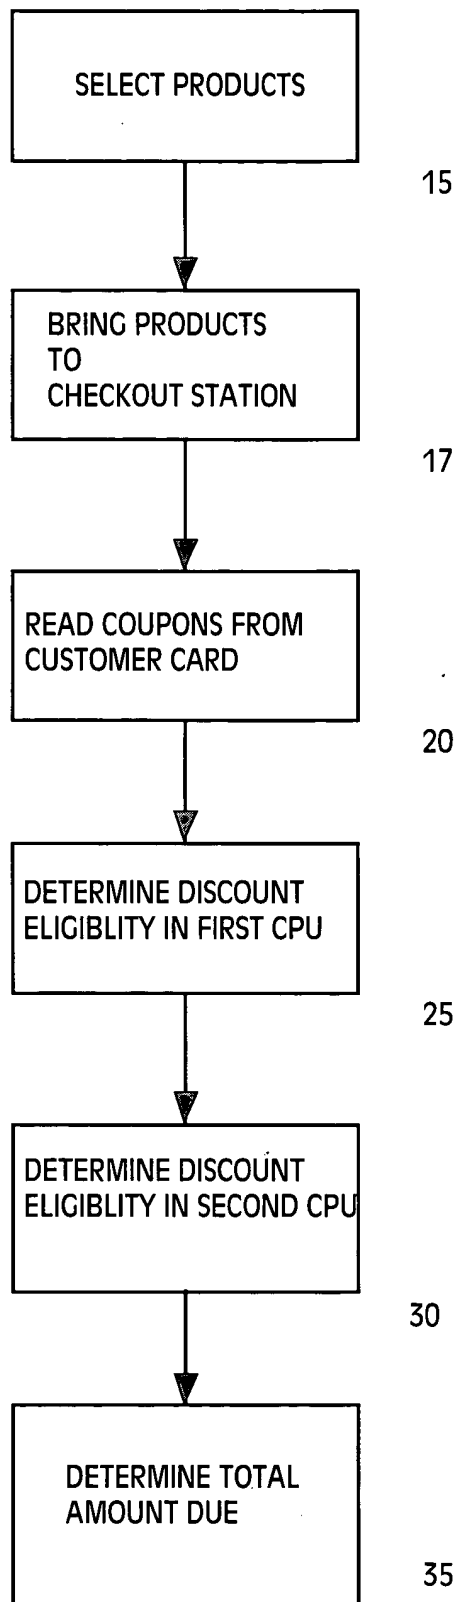 SELECT PRODUCTS
15
BRING PRODUCTS
TO
CHECKOUT STATION
17
READ COUPONS FROM
CUSTOMER CARD
20
DETERMINE DISCOUNT
ELIGIBLITY IN FIRST CPU
25
DETERMINE DISCOUNT
ELIGIBLITY IN SECOND CPU
30
DETERMINE TOTAL
AMOUNT DUE
35